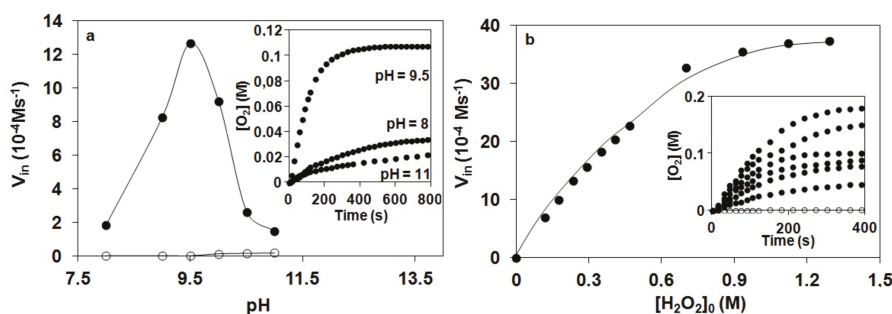 a
V_in (10⁻⁴Ms⁻¹)
14
12
10
8
6
4
2
0
7.5
9.5
11.5
13.5
pH
[O₂] (M)
0.12
0.1
0.08
0.06
0.04
0.02
0
pH = 9.5
pH = 8
pH = 11
0 200 400 600 800
Time (s)
b
V_in (10⁻⁴ Ms⁻¹)
40
30
20
10
0
0 0.3 0.6 0.9 1.2 1.5
[H₂O₂]₀ (M)
[O₂] (M)
0.2
0.1
0
0 200 400
Time (s)